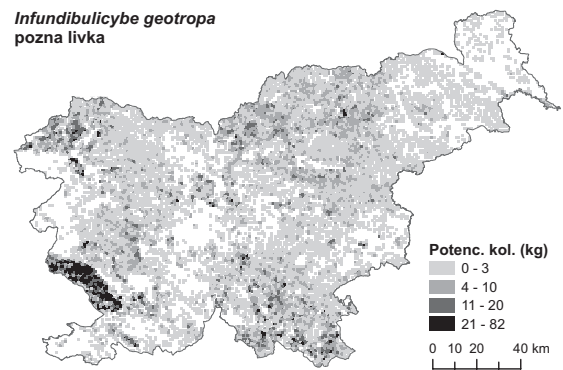 Infundibulicybe geotropa
pozna livka
Potenc. kol. (kg)
0 - 3
4 - 10
11 - 20
21 - 82
0 10 20 40 km